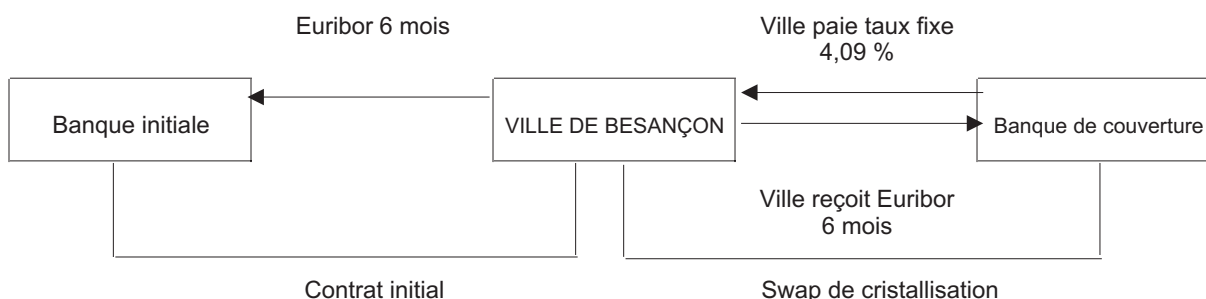 Euribor 6 mois
Ville paie taux fixe
4,09 %
Banque initiale
VILLE DE BESANÇON
Banque de couverture
Ville reçoit Euribor
6 mois
Contrat initial
Swap de cristallisation